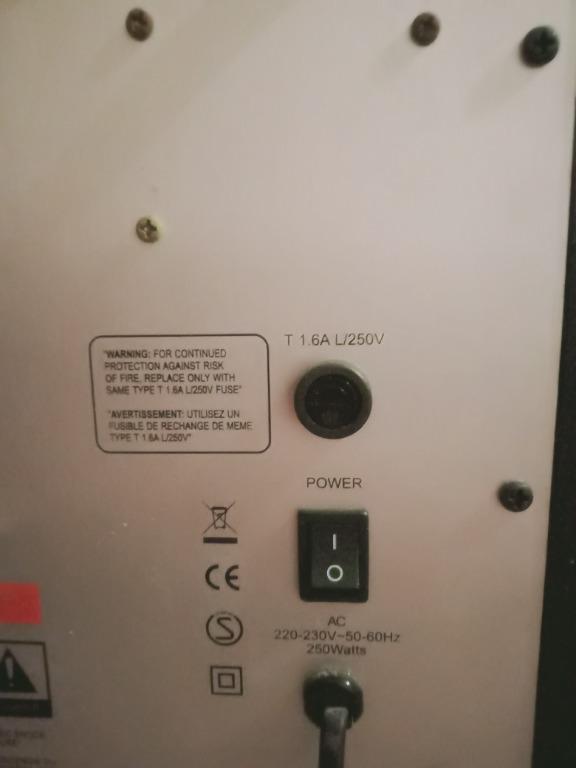 T 1.6A L/250V
"WARNING: FOR CONTINUED
PROTECTION AGAINST RISK
OF FIRE, REPLACE ONLY WITH
SAME TYPE T 1.6A L/250V FUSE"
"AVERTISSEMENT: UTILISEZ UN
FUSIBLE DE RECHANGE DE MEME
TYPE T 1.6A L/250V"
POWER
I
O
CE
S
AC
220-230V~50-60Hz
250Watts